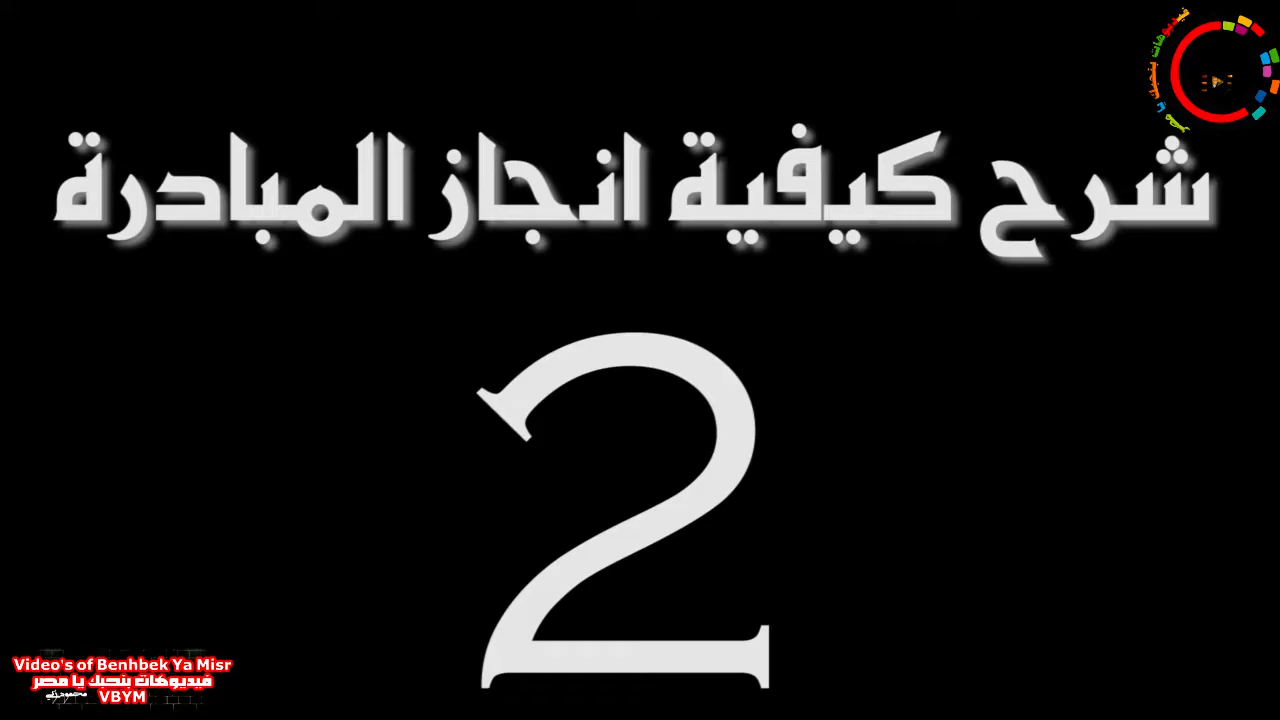 شرح كيفية انجاز المبادرة
2
Video's of Benhbek Ya Misr
فيديوهات بنحبك يا مصر
VBYM